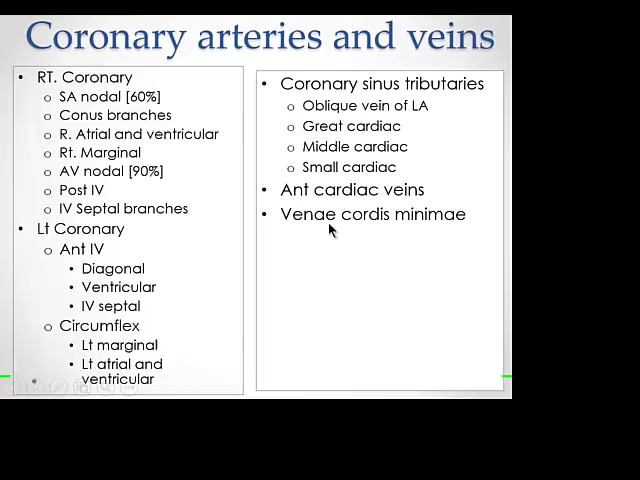 Coronary arteries and veins
• RT. Coronary
o SA nodal [60%]
o Conus branches
o R. Atrial and ventricular
o Rt. Marginal
o AV nodal [90%]
o Post IV
o IV Septal branches
• Lt Coronary
o Ant IV
• Diagonal
• Ventricular
• IV septal
o Circumflex
• Lt marginal
• Lt atrial and
ventricular
• Coronary sinus tributaries
o Oblique vein of LA
o Great cardiac
o Middle cardiac
o Small cardiac
• Ant cardiac veins
• Venae cordis minimae